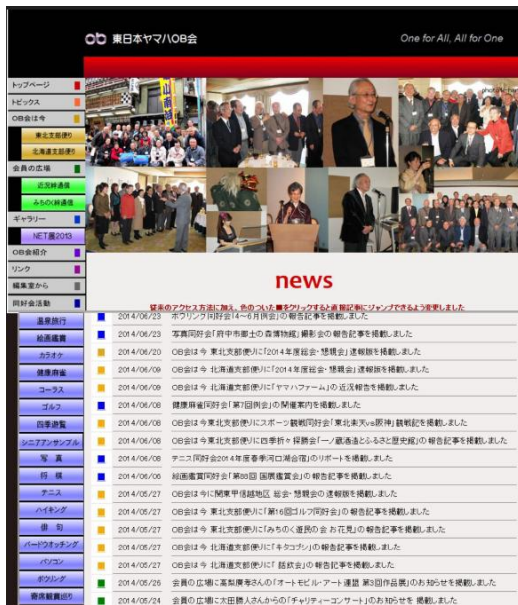 ob 東日本ヤマハOB会
One for All, All for One
トップページ
トピックス
OB会は今
東北支部便り
北海道支部便り
会員の広場
近況絆通信
みちのく絆通信
ギャラリー
NET展2013
OB会紹介
リンク
編集室から
同好会活動
温泉旅行
絵画鑑賞
カラオケ
健康麻雀
コーラス
ゴルフ
四季遊覧
シニアアンサンブル
写真
将棋
テニス
ハイキング
俳句
バードウォッチング
パソコン
ボウリング
寄席観賞巡り
news
従来のアクセス方法に加え、色のついた■をクリックすると直接記事にジャンプできるよう変更しました
2014/06/23 ボウリング同好会14～6月例会」の報告記事を掲載しました
2014/06/23 写真同好会「府中市郷土の森博物館」撮影会の報告記事を掲載しました
2014/06/20 OB会は今 東北支部便りに「2014年度総会・懇親会」速報版を掲載しました
2014/06/09 OB会は今 北海道支部便りに「2014年度総会・懇親会」速報版を掲載しました
2014/06/09 OB会は今 北海道支部便りに「ヤマハファーム」の近況報告を掲載しました
2014/06/08 健康麻雀同好会「第7回例会」の開催案内を掲載しました
2014/06/08 OB会は今東北支部便りにスポーツ観戦同好会「東北楽天vs阪神」観戦記を掲載しました
2014/06/08 OB会は今東北支部便りに四季折々探勝会「一ノ蔵酒造とふるさと歴史館」の報告記事を掲載しました
2014/06/08 テニス同好会2014年度春季河口湖合宿」のリポートを掲載しました
2014/06/06 絵画鑑賞同好会「第88回 国展鑑賞会」の報告記事を掲載しました
2014/05/27 OB会は今に関東甲信越地区 総会・懇親会の速報版を掲載しました
2014/05/27 OB会は今 東北支部便りに「第16回ゴルフ同好会」の報告記事を掲載しました
2014/05/27 OB会は今 東北支部便りに「みちのく遊民の会 お花見」の報告記事を掲載しました
2014/05/27 OB会は今 北海道支部便りに「キタコブシ」の報告記事を掲載しました
2014/05/27 OB会は今 北海道支部便りに「話飲会」の報告記事を掲載しました
2014/05/26 会員の広場に髙梨廣孝さんの「オートモビル・アート連盟 第3回作品展」のお知らせを掲載しました
2014/05/24 会員の広場に太田勝人さんからの「チャリティーコンサート」のお知らせを 掲載しました